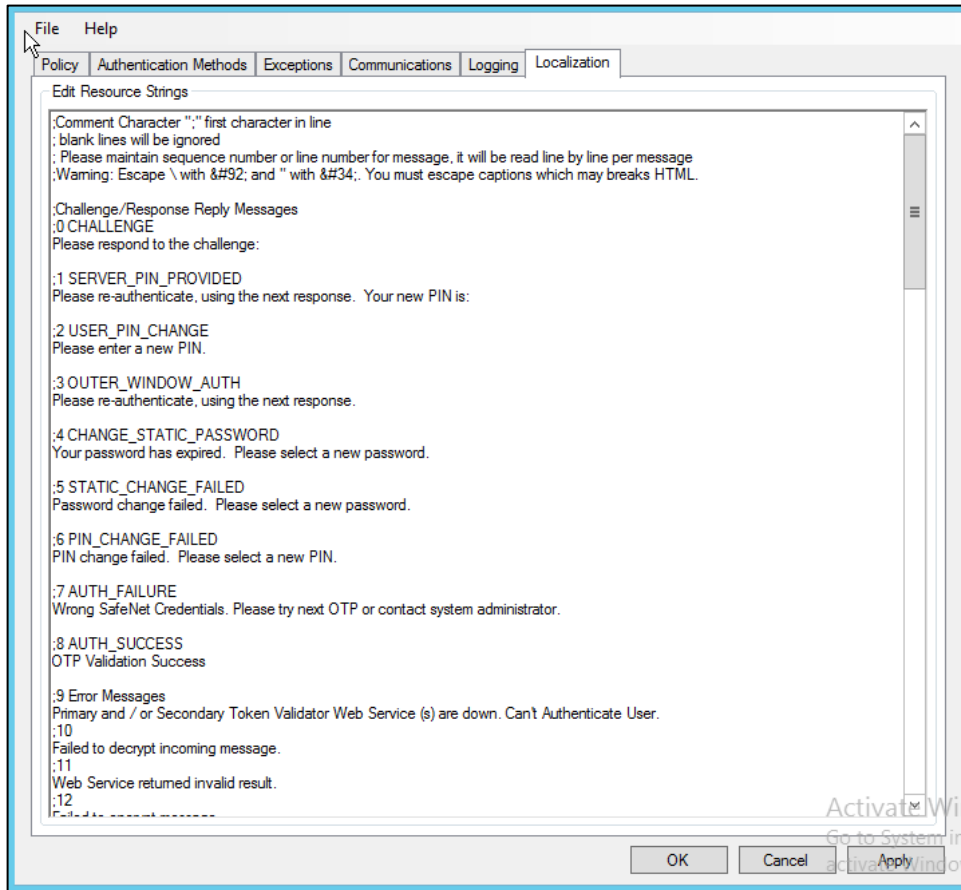 File Help
Policy Authentication Methods Exceptions Communications Logging Localization
Edit Resource Strings
;Comment Character ";" first character in line
; blank lines will be ignored
; Please maintain sequence number or line number for message, it will be read line by line per message
;Warning: Escape \ with &#92; and " with &#34;. You must escape captions which may breaks HTML.
;Challenge/Response Reply Messages
;0 CHALLENGE
Please respond to the challenge:
;1 SERVER_PIN_PROVIDED
Please re-authenticate, using the next response.  Your new PIN is:
;2 USER_PIN_CHANGE
Please enter a new PIN.
;3 OUTER_WINDOW_AUTH
Please re-authenticate, using the next response.
;4 CHANGE_STATIC_PASSWORD
Your password has expired.  Please select a new password.
;5 STATIC_CHANGE_FAILED
Password change failed.  Please select a new password.
;6 PIN_CHANGE_FAILED
PIN change failed.  Please select a new PIN.
;7 AUTH_FAILURE
Wrong SafeNet Credentials. Please try next OTP or contact system administrator.
;8 AUTH_SUCCESS
OTP Validation Success
;9 Error Messages
Primary and / or Secondary Token Validator Web Service (s) are down. Can't Authenticate User.
;10
Failed to decrypt incoming message.
;11
Web Service returned invalid result.
;12
Failed to encrypt message
Activate Wi
Go to System in
activate Windo
OK Cancel Apply